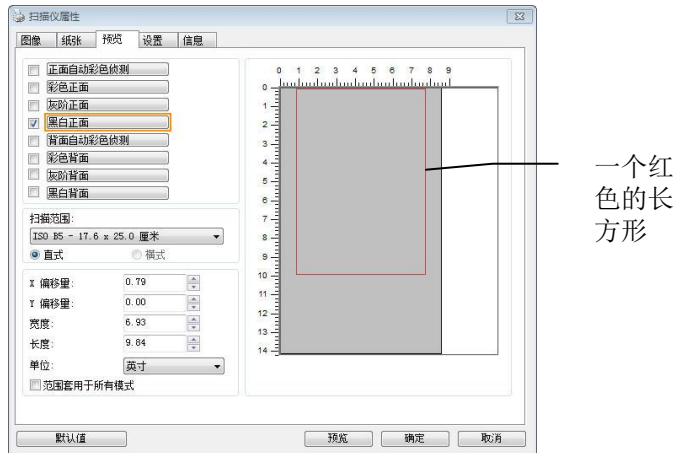 扫描仪属性
图像 纸张 预览 设置 信息
正面自动彩色侦测
彩色正面
灰阶正面
黑白正面
背面自动彩色侦测
彩色背面
灰阶背面
黑白背面
扫描范围:
ISO B5 - 17.6 x 25.0 厘米
直式 横式
X 偏移量: 0.79
Y 偏移量: 0.00
宽度: 6.93
长度: 9.84
单位: 英寸
范围套用于所有模式
0 1 2 3 4 5 6 7 8 9
0
1
2
3
4
5
6
7
8
9
10
11
12
13
14
一个红
色的长
方形
默认值 预览 确定 取消